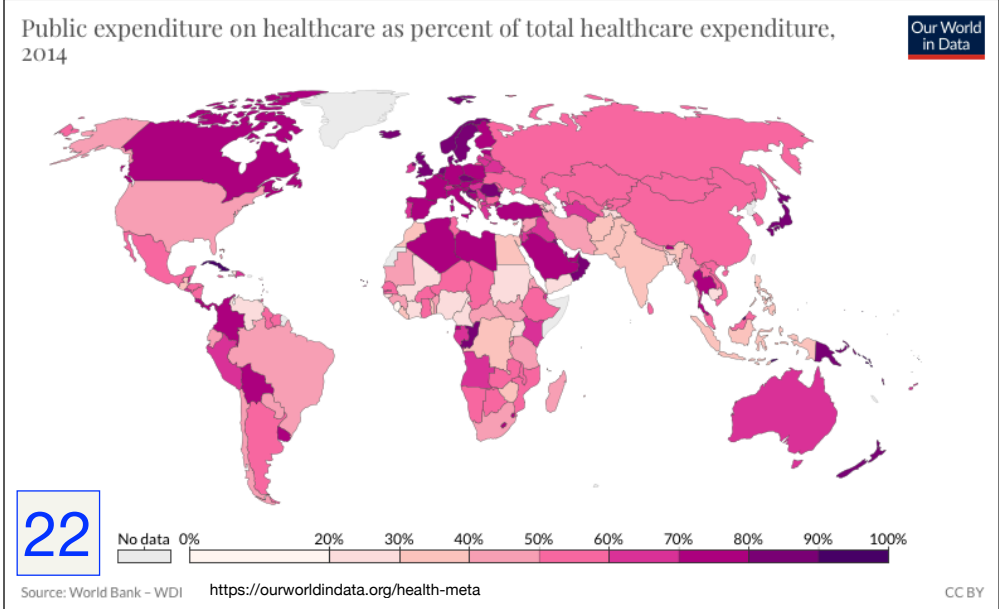 Public expenditure on healthcare as percent of total healthcare expenditure,
2014
Our World
in Data
22
No data 0% 20% 30% 40% 50% 60% 70% 80% 90% 100%
Source: World Bank – WDI https://ourworldindata.org/health-meta CC BY